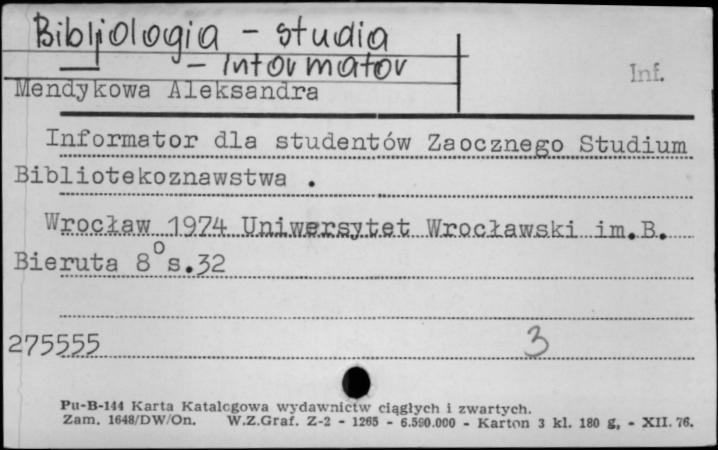 Bibljologia - studia
— - Informator
Inf.
Mendykowa Aleksandra
Informator dla studentów Zaocznego Studium
Bibliotekoznawstwa .
Wrocław 1974 Uniwersytet Wrocławski im.B.
Bieruta 8° s.32
275555 3
Pu-B-144 Karta Katalogowa wydawnictw ciągłych i zwartych.
Zam. 1648/DW/On. W.Z.Graf. Z-2 - 1265 - 6.590.000 - Karton 3 kl. 180 g, - XII. 76.